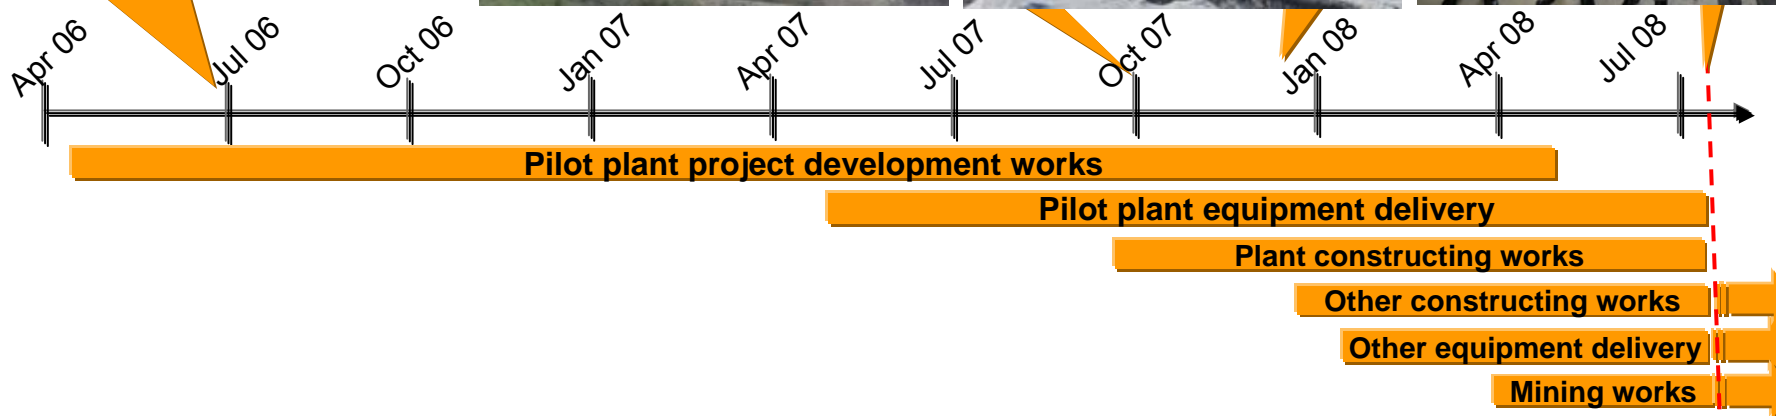 Apr 06
Jul 06
Oct 06
Jan 07
Apr 07
Jul 07
Oct 07
Jan 08
Apr 08
Jul 08
Pilot plant project development works
Pilot plant equipment delivery
Plant constructing works
Other constructing works
Other equipment delivery
Mining works